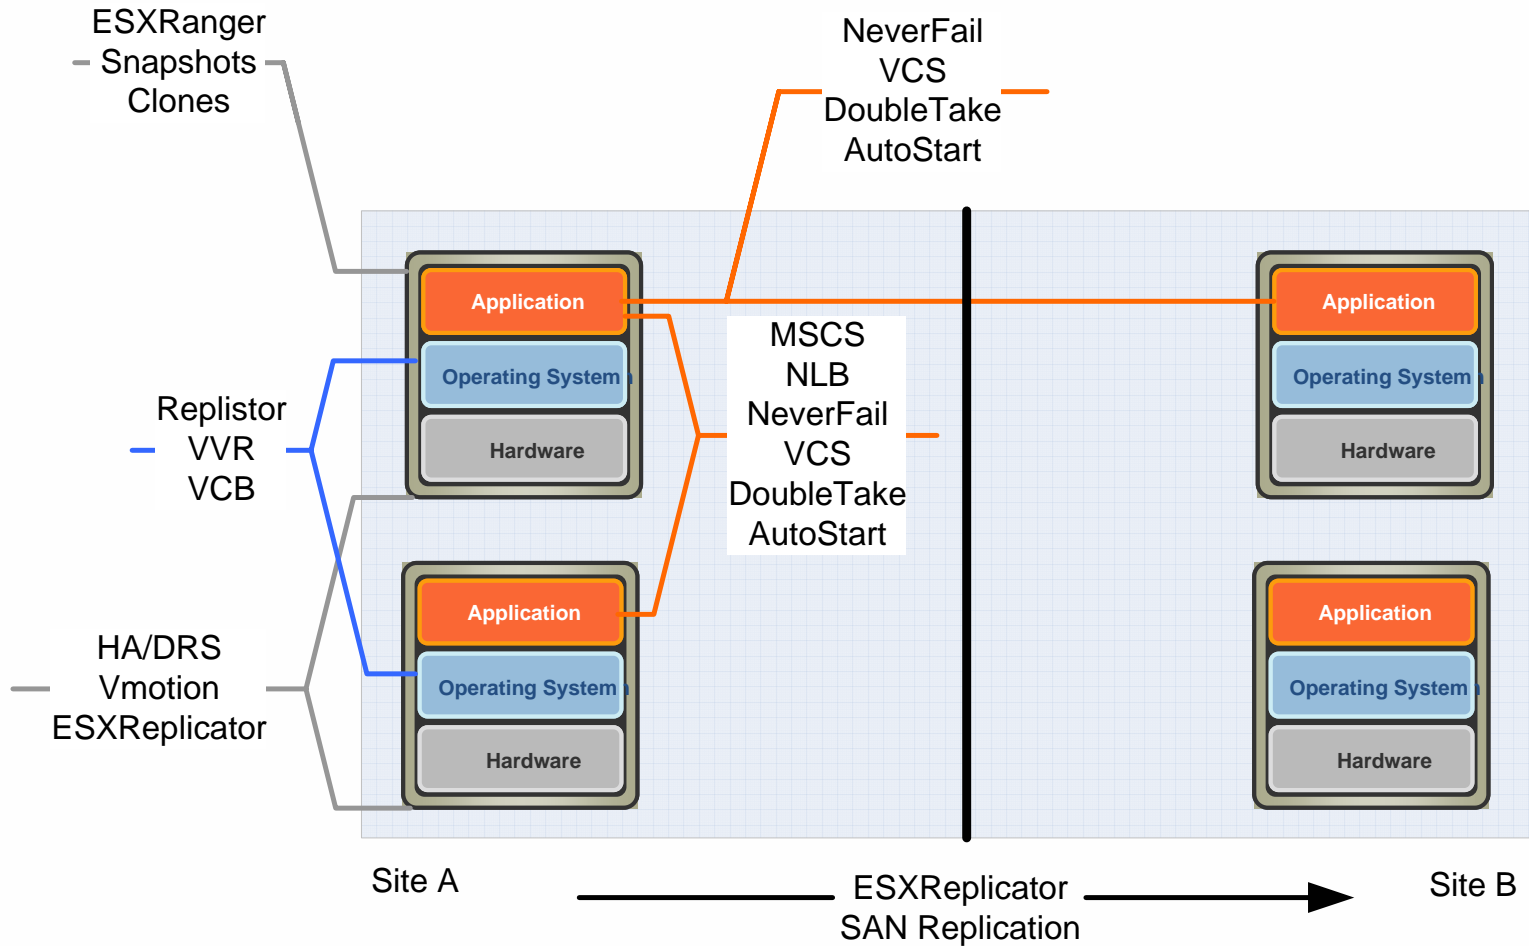 ESXRanger
Snapshots
Clones
NeverFail
VCS
DoubleTake
AutoStart
Application
Operating System
Hardware
Application
Operating System
Hardware
MSCS
NLB
NeverFail
VCS
DoubleTake
AutoStart
Replistor
VVR
VCB
HA/DRS
Vmotion
ESXReplicator
Application
Operating System
Hardware
Application
Operating System
Hardware
Site A
ESXReplicator
SAN Replication
Site B